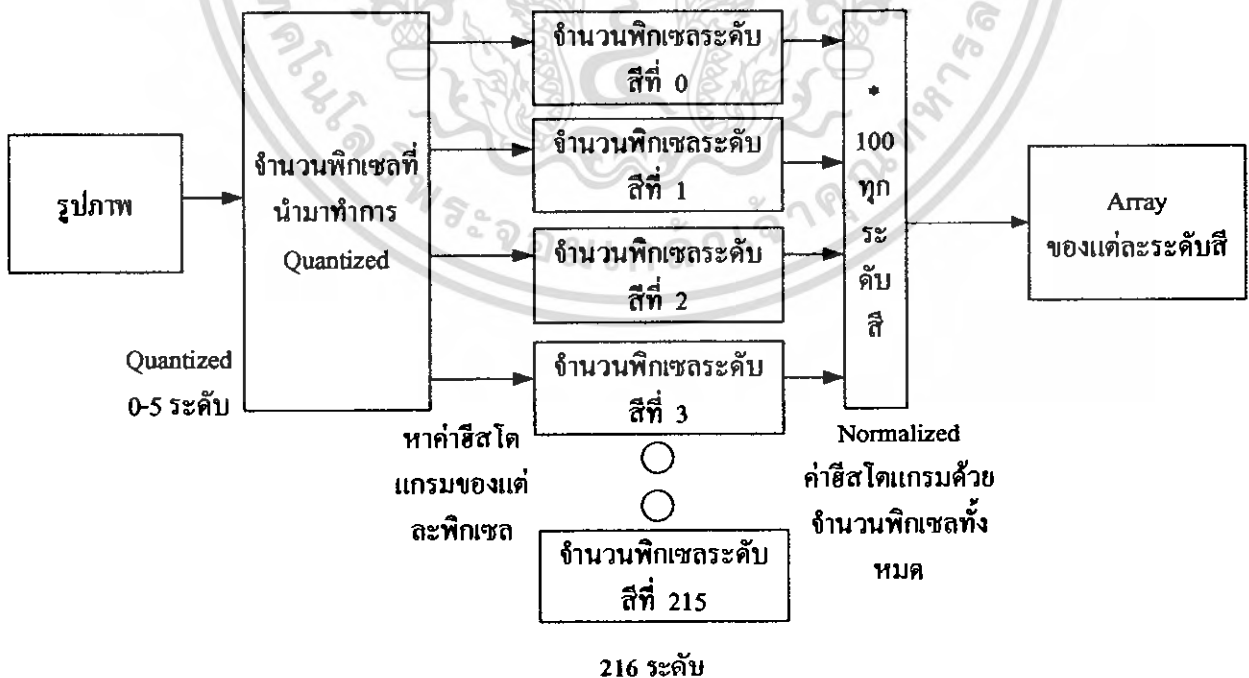 รูปภาพ
Quantized
0-5 ระดับ
จำนวนพิกเซลที่
นำมาทำการ
Quantized
หาค่าฮีสโต
แกรมของแต่
ละพิกเซล
จำนวนพิกเซลระดับ
สีที่ 0
จำนวนพิกเซลระดับ
สีที่ 1
จำนวนพิกเซลระดับ
สีที่ 2
จำนวนพิกเซลระดับ
สีที่ 3
จำนวนพิกเซลระดับ
สีที่ 215
216 ระดับ
*
100
ทุก
ระ
ดับ
สี
Normalized
ค่าฮีสโตแกรมด้วย
จำนวนพิกเซลทั้ง
หมด
Array
ของแต่ละระดับสี